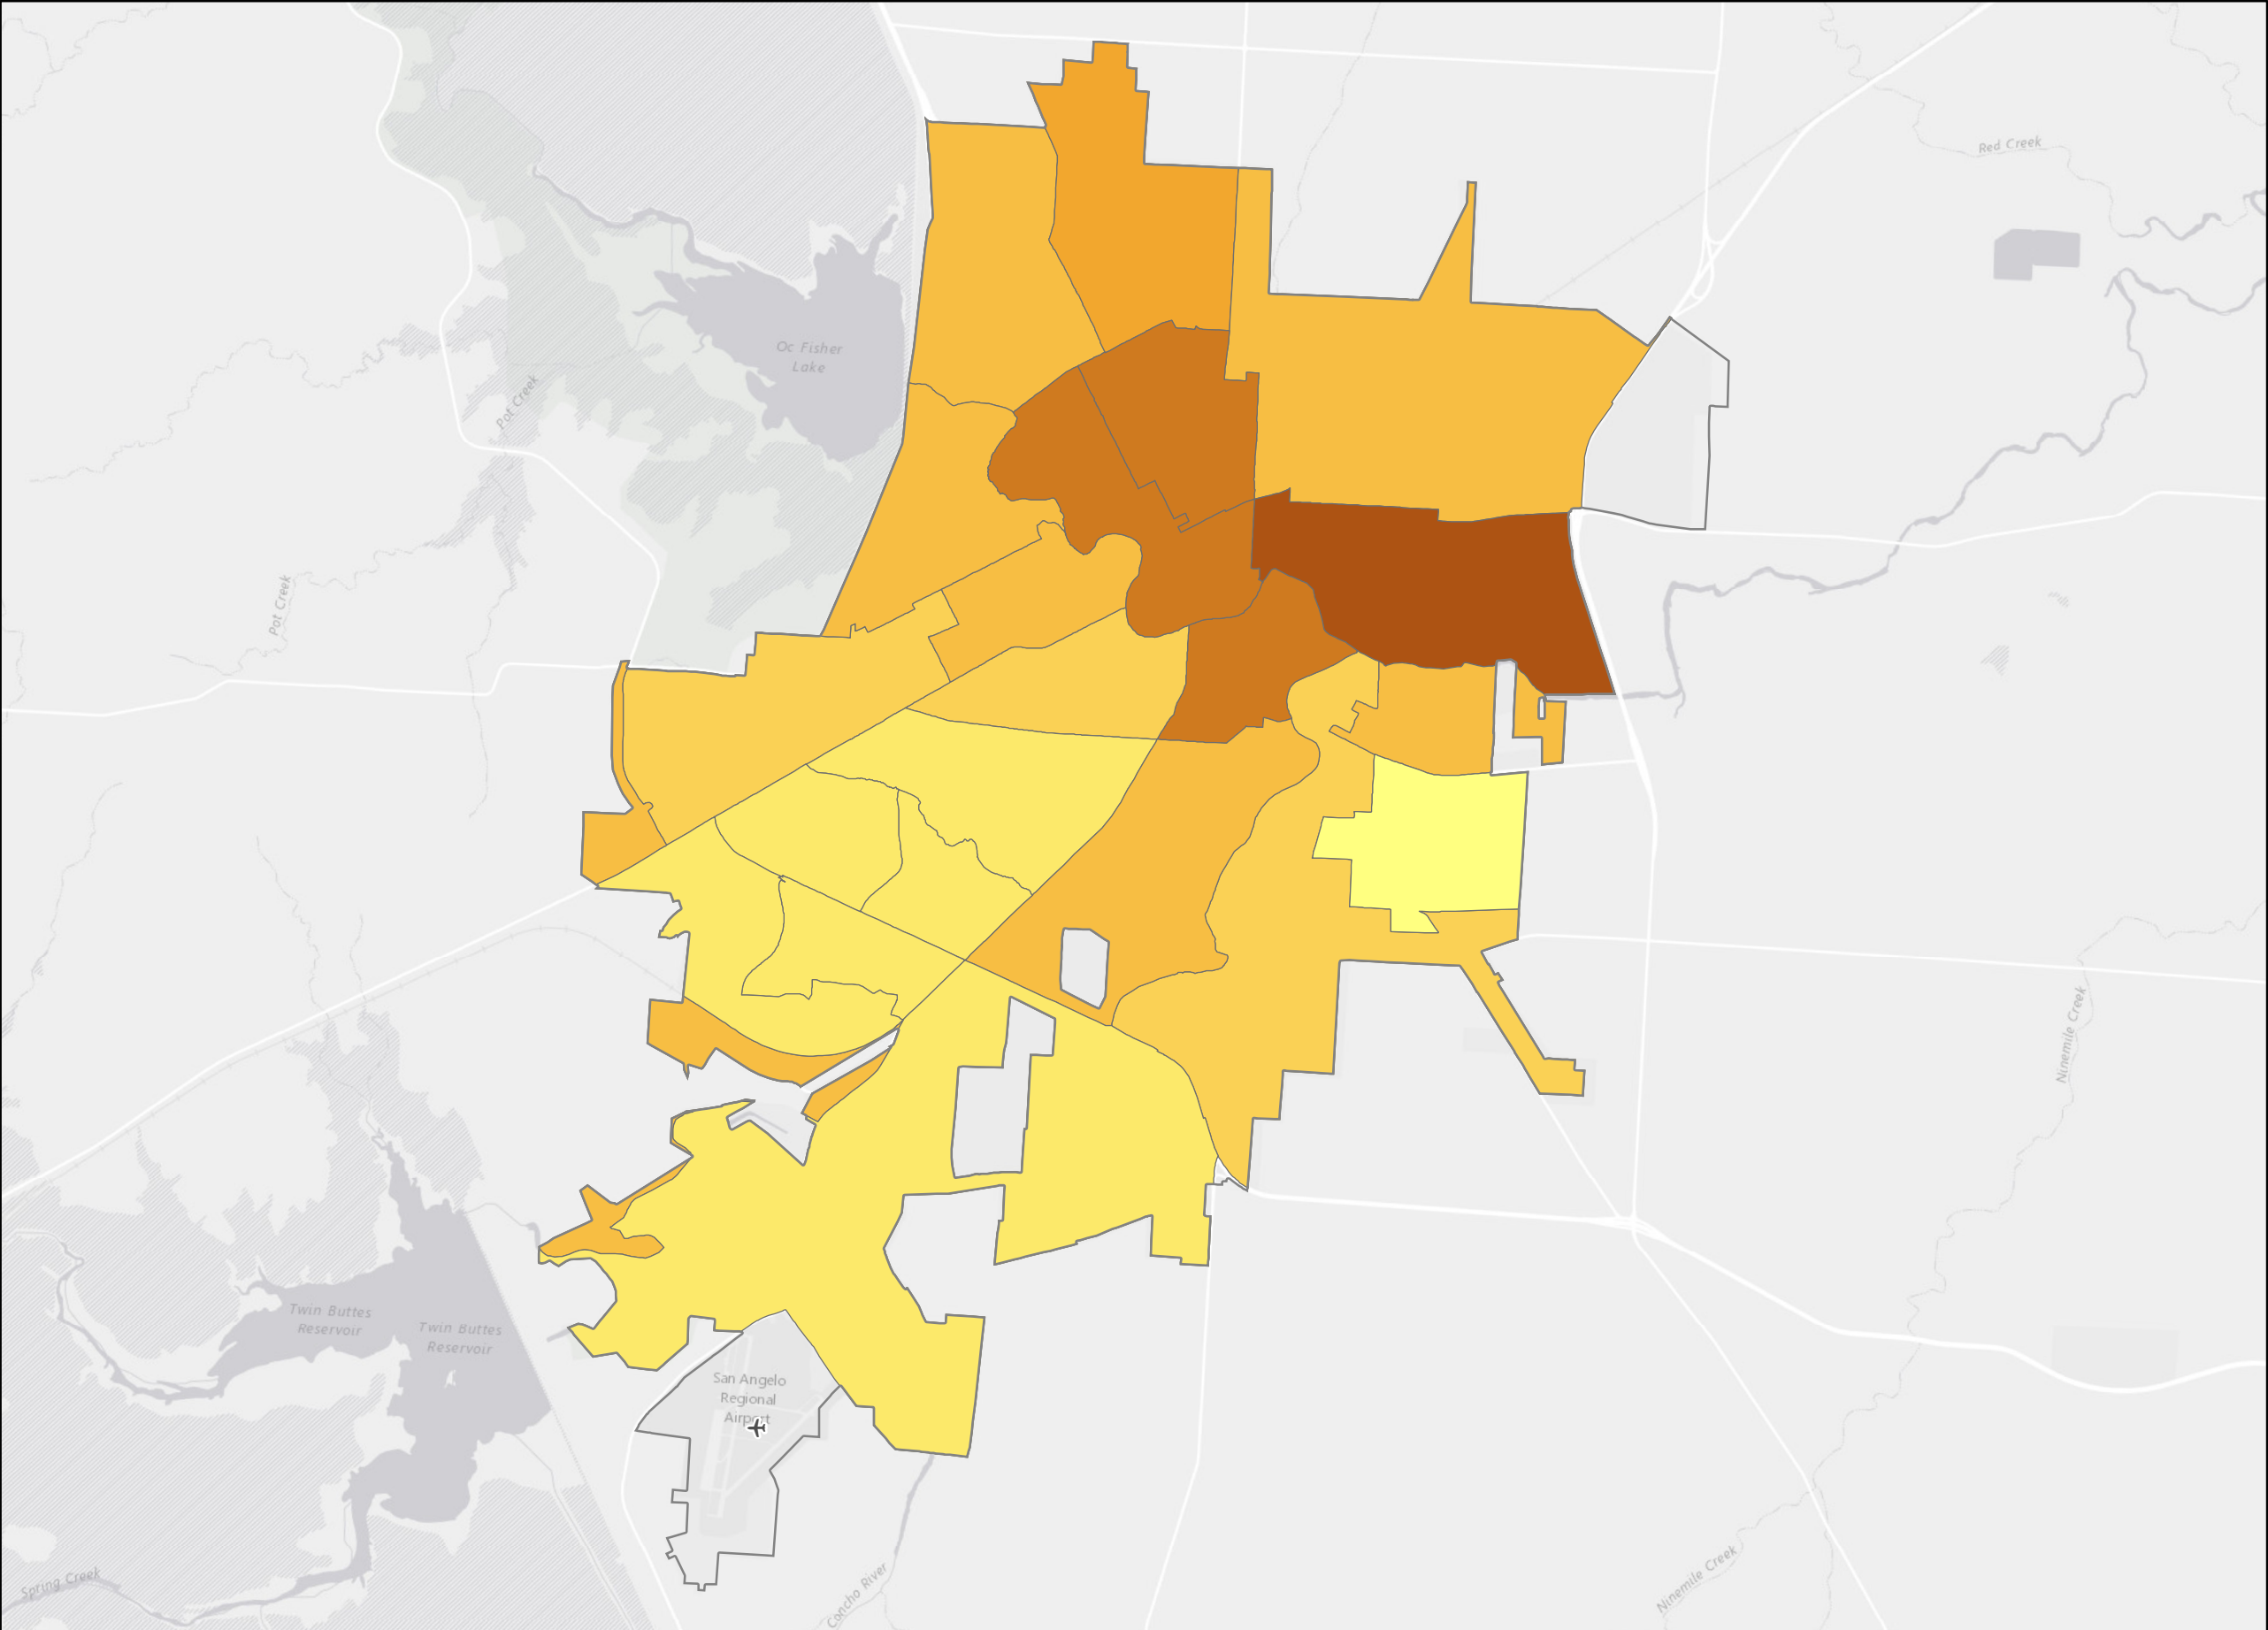 Red Creek
Oc Fisher
Lake
Pot Creek
Pot Creek
Ninemile Creek
Twin Buttes
Reservoir
Twin Buttes
Reservoir
San Angelo
Regional
Airport
Spring Creek
Concho River
Ninemile Creek